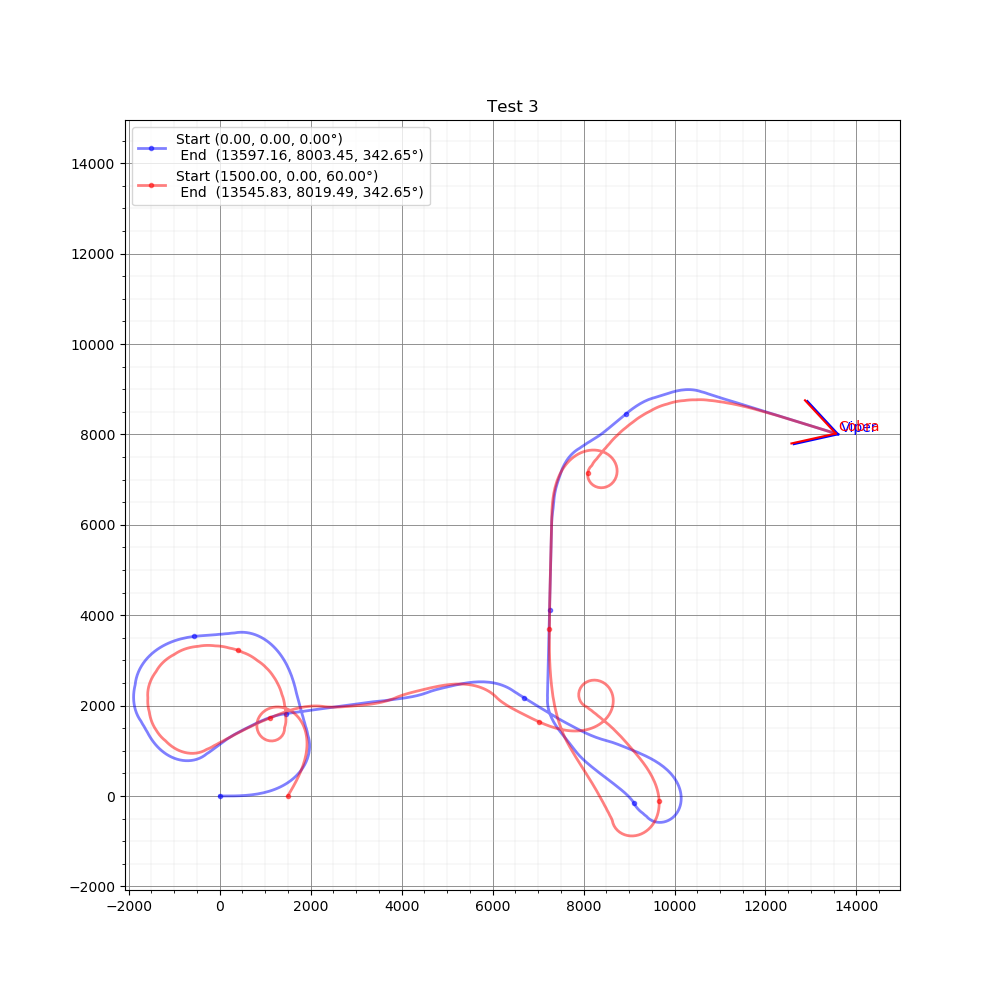 Test 3
Start (0.00, 0.00, 0.00°)
End (13597.16, 8003.45, 342.65°)
Start (1500.00, 0.00, 60.00°)
End (13545.83, 8019.49, 342.65°)
14000
12000
10000
8000
6000
4000
2000
0
−2000
Cobra
Viper
−2000 0 2000 4000 6000 8000 10000 12000 14000